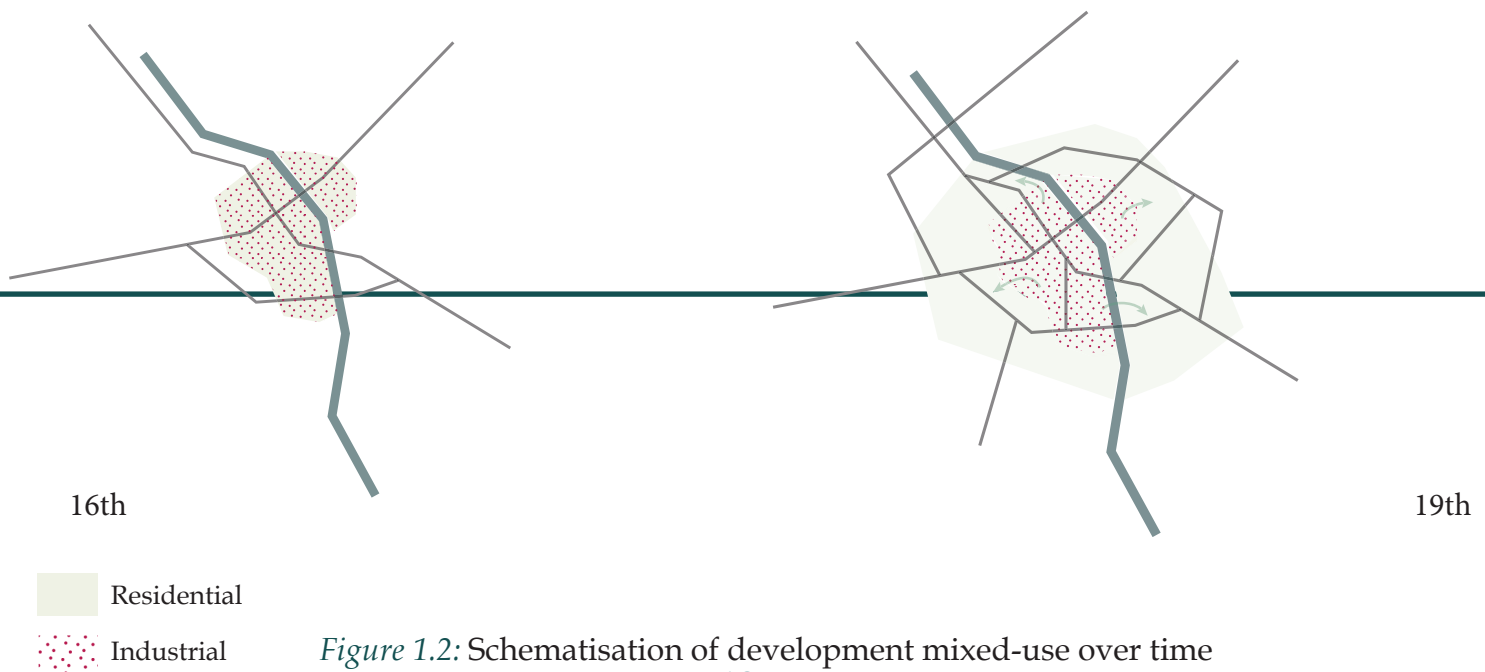 16th
19th
Residential
Industrial
Figure 1.2: Schematisation of development mixed-use over time